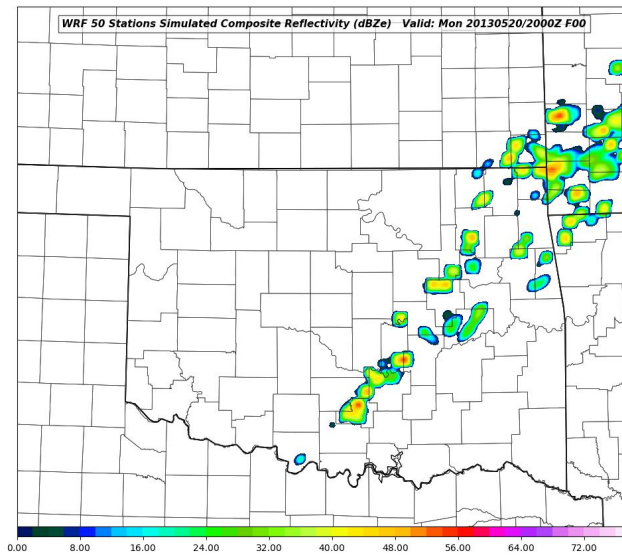 WRF 50 Stations Simulated Composite Reflectivity (dBZe)   Valid: Mon 20130520/2000Z F00
0.00 8.00 16.00 24.00 32.00 40.00 48.00 56.00 64.00 72.00